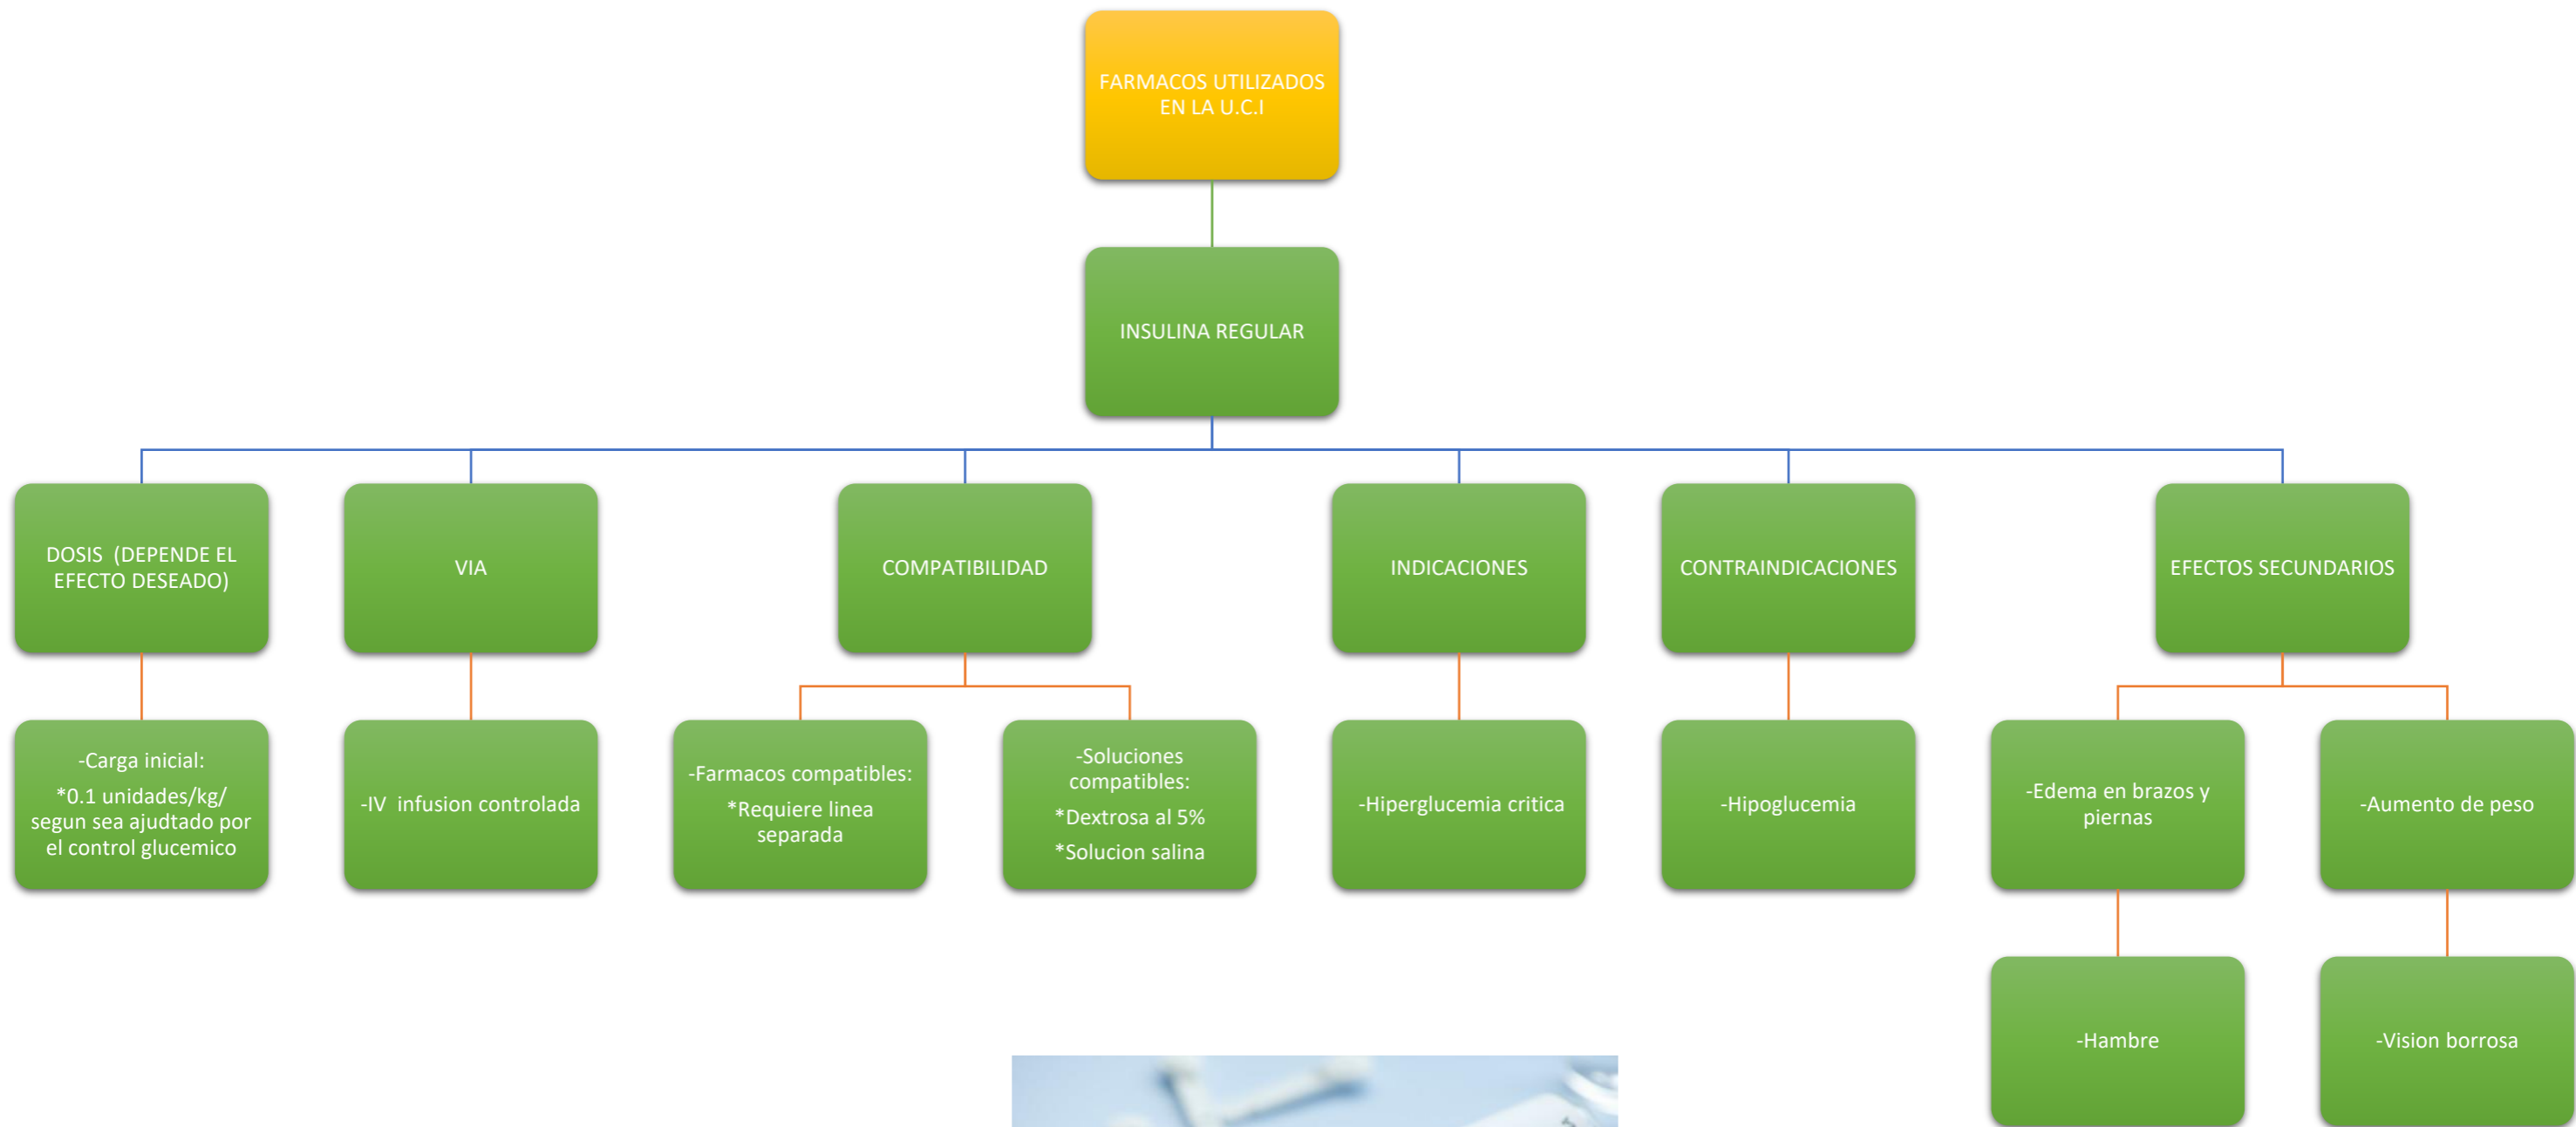 FARMACOS UTILIZADOS
EN LA U.C.I
INSULINA REGULAR
DOSIS (DEPENDE EL
EFECTO DESEADO)
VIA
COMPATIBILIDAD
INDICACIONES
CONTRAINDICACIONES
EFECTOS SECUNDARIOS
-Carga inicial:
*0.1 unidades/kg/
segun sea ajudtado por
el control glucemico
-IV infusion controlada
-Farmacos compatibles:
*Requiere linea
separada
-Soluciones
compatibles:
*Dextrosa al 5%
*Solucion salina
-Hiperglucemia critica
-Hipoglucemia
-Edema en brazos y
piernas
-Aumento de peso
-Hambre
-Vision borrosa